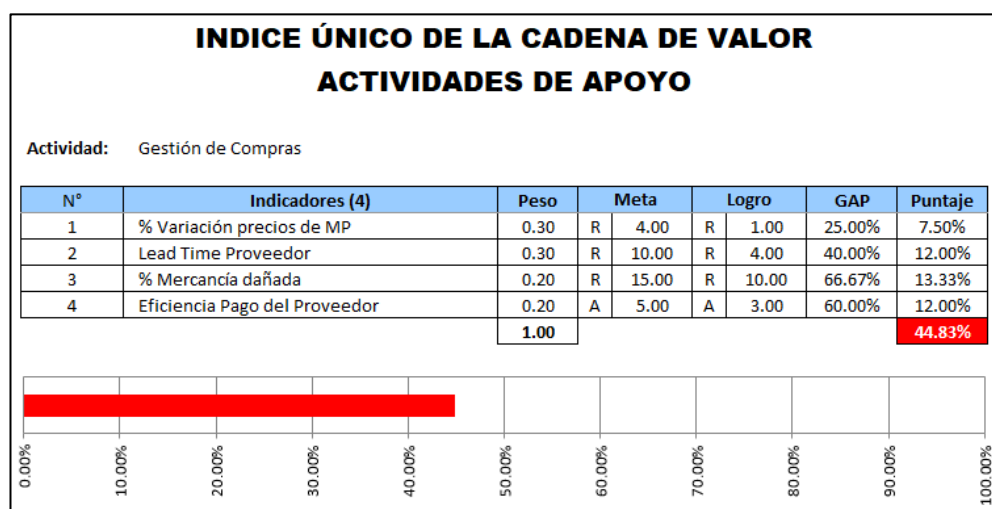 INDICE ÚNICO DE LA CADENA DE VALOR
ACTIVIDADES DE APOYO
Actividad: Gestión de Compras
N° Indicadores (4) Peso Meta Logro GAP Puntaje
1 % Variación precios de MP 0.30 R 4.00 R 1.00 25.00% 7.50%
2 Lead Time Proveedor 0.30 R 10.00 R 4.00 40.00% 12.00%
3 % Mercancía dañada 0.20 R 15.00 R 10.00 66.67% 13.33%
4 Eficiencia Pago del Proveedor 0.20 A 5.00 A 3.00 60.00% 12.00%
1.00 44.83%
0.00% 10.00% 20.00% 30.00% 40.00% 50.00% 60.00% 70.00% 80.00% 90.00% 100.00%